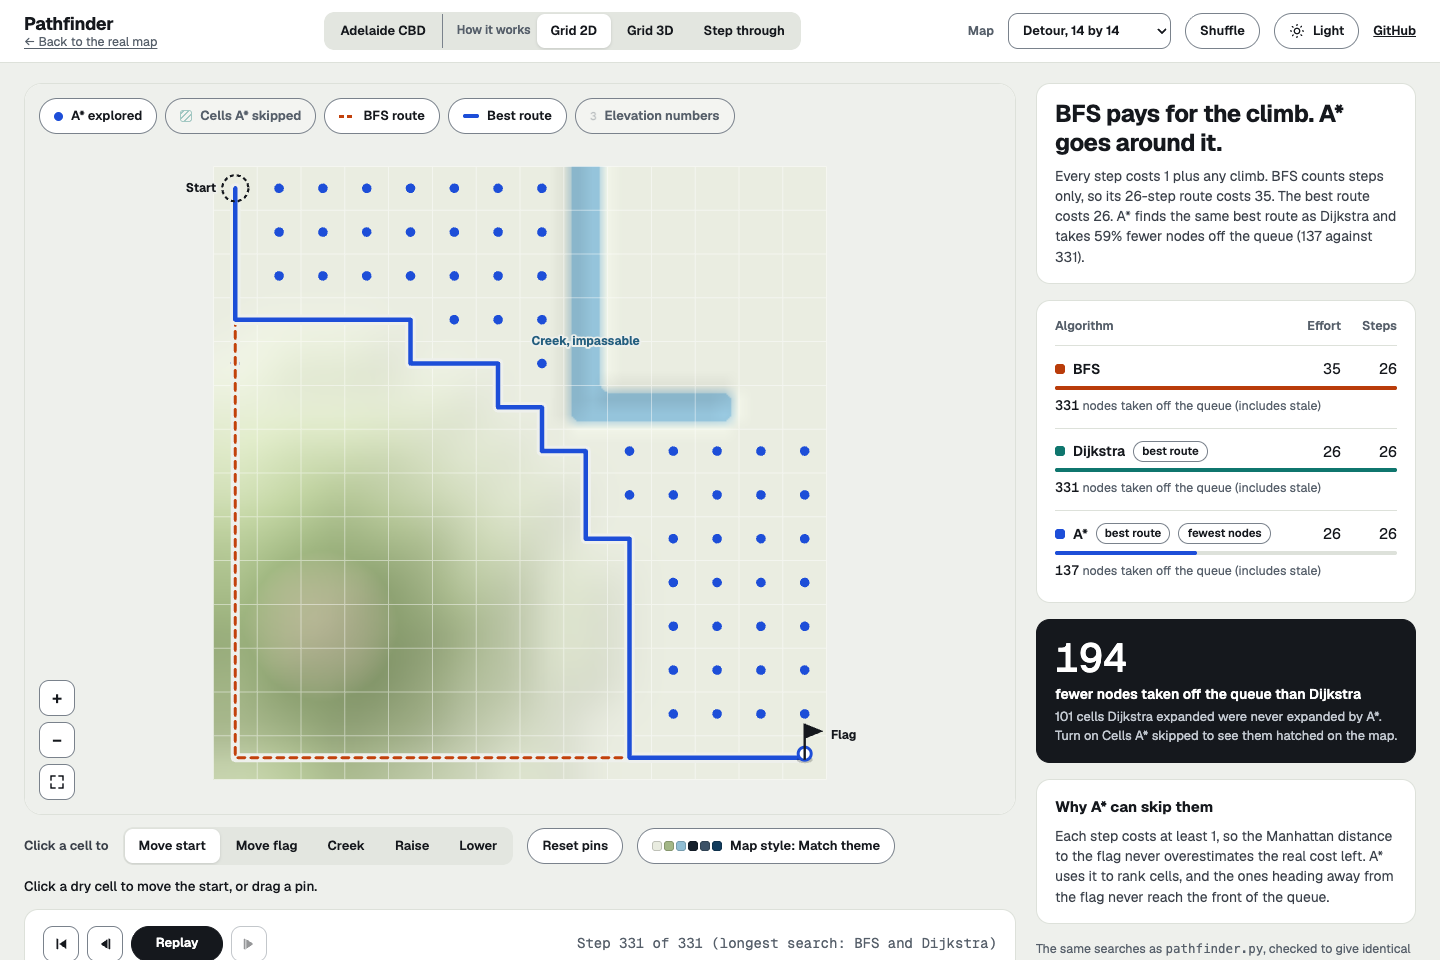 Pathfinder
← Back to the real map
Adelaide CBD
How it works
Grid 2D
Grid 3D
Step through
Map
Detour, 14 by 14
Shuffle
Light
GitHub
A* explored
Cells A* skipped
BFS route
Best route
3 Elevation numbers
Start
Creek, impassable
Flag
+
−
Click a cell to
Move start
Move flag
Creek
Raise
Lower
Reset pins
Map style: Match theme
Click a dry cell to move the start, or drag a pin.
Replay
Step 331 of 331 (longest search: BFS and Dijkstra)
BFS pays for the climb. A*
goes around it.
Every step costs 1 plus any climb. BFS counts steps
only, so its 26-step route costs 35. The best route
costs 26. A* finds the same best route as Dijkstra and
takes 59% fewer nodes off the queue (137 against
331).
Algorithm Effort Steps
BFS 35 26
331 nodes taken off the queue (includes stale)
Dijkstra best route 26 26
331 nodes taken off the queue (includes stale)
A* best route fewest nodes 26 26
137 nodes taken off the queue (includes stale)
194
fewer nodes taken off the queue than Dijkstra
101 cells Dijkstra expanded were never expanded by A*.
Turn on Cells A* skipped to see them hatched on the map.
Why A* can skip them
Each step costs at least 1, so the Manhattan distance
to the flag never overestimates the real cost left. A*
uses it to rank cells, and the ones heading away from
the flag never reach the front of the queue.
The same searches as pathfinder.py, checked to give identical